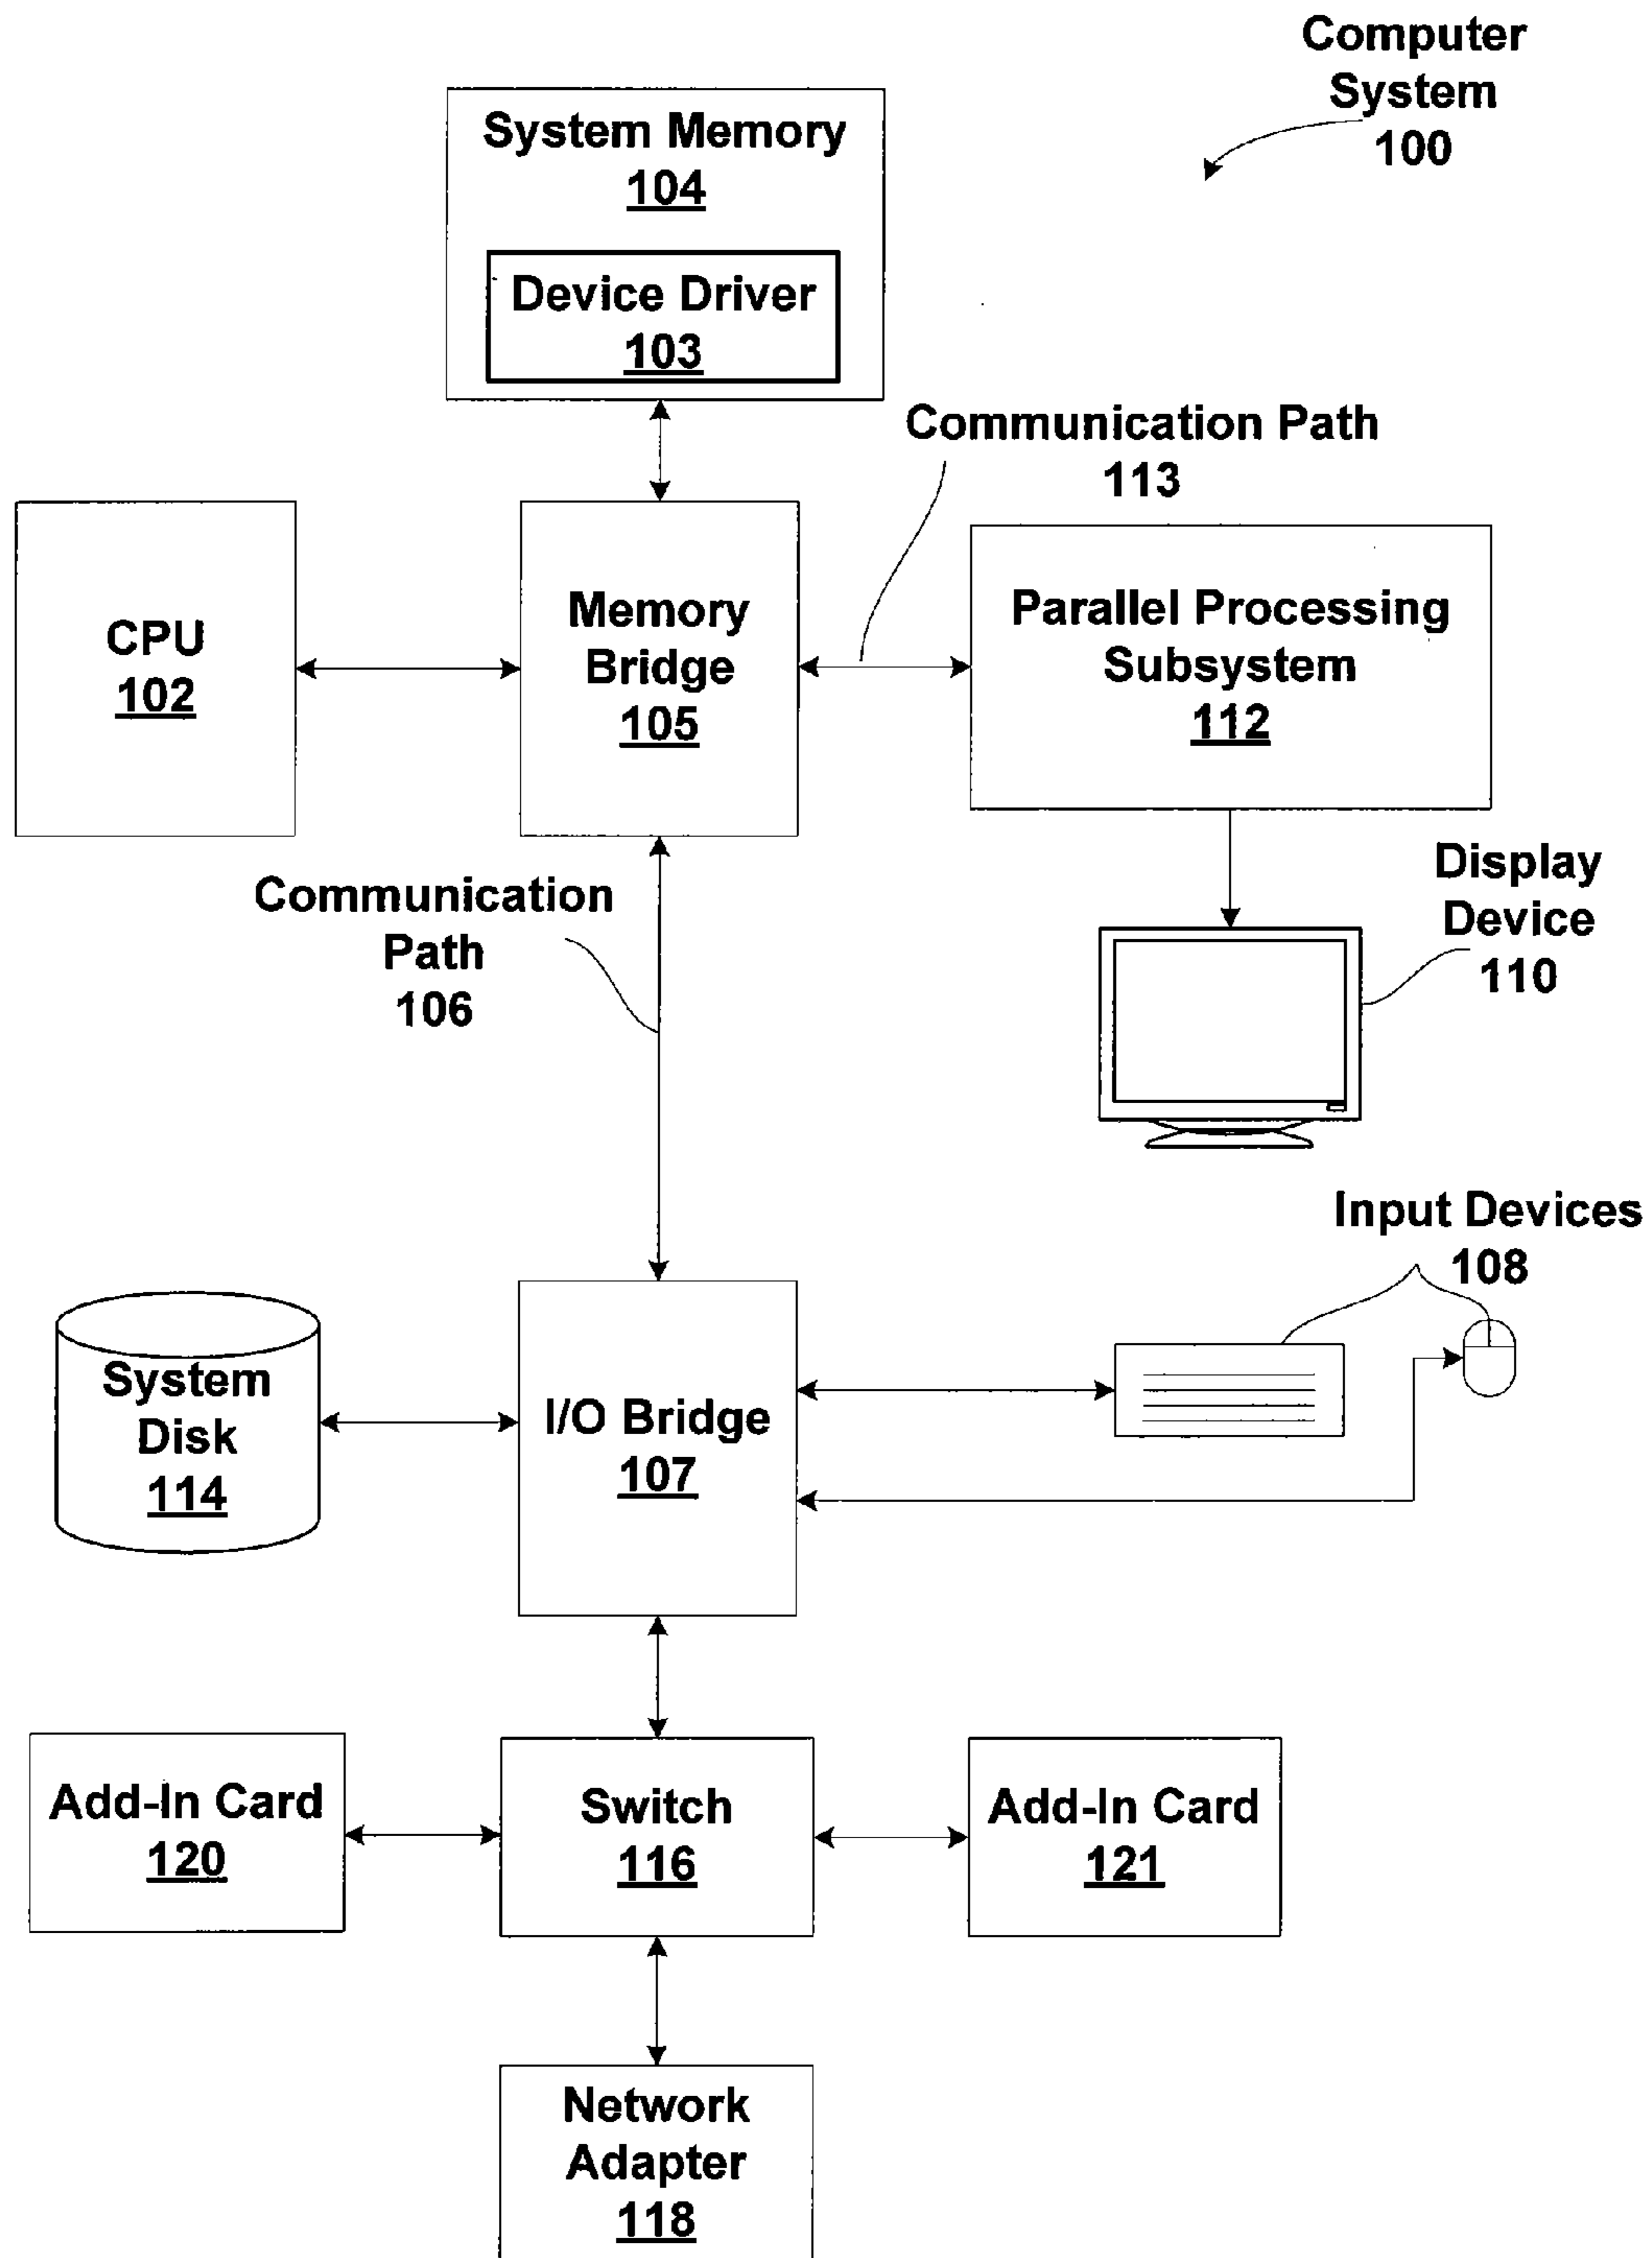 Computer
System
100
System Memory
104
Device Driver
103
Communication Path
113
CPU
102
Memory
Bridge
105
Parallel Processing
Subsystem
112
Communication
Path
106
Display
Device
110
Input Devices
108
System
Disk
114
I/O Bridge
107
Add-In Card
120
Switch
116
Add-In Card
121
Network
Adapter
118